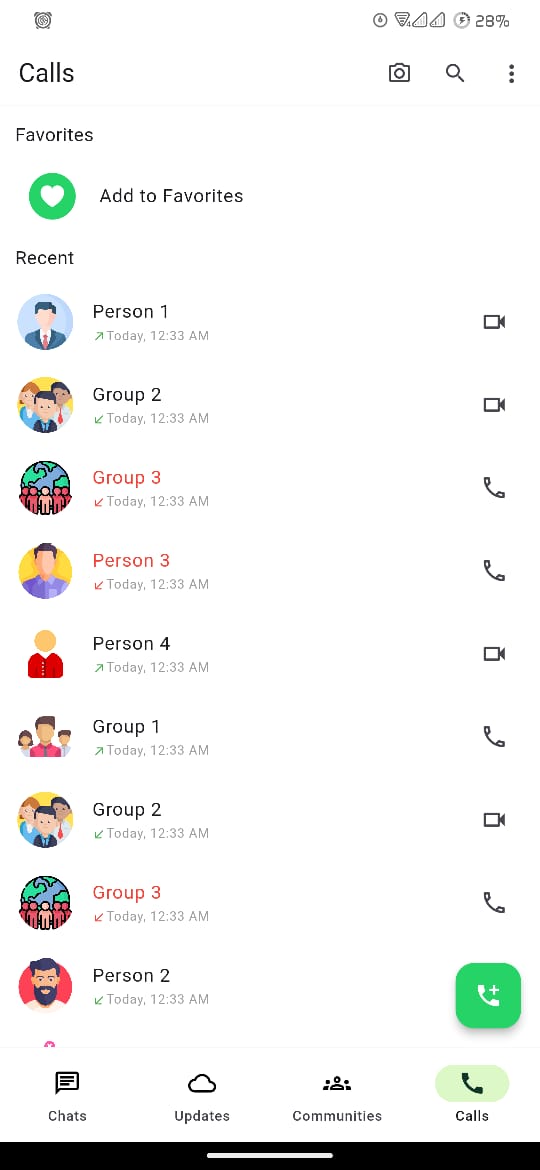 28%
Calls
Favorites
Add to Favorites
Recent
Person 1
Today, 12:33 AM
Group 2
Today, 12:33 AM
Group 3
Today, 12:33 AM
Person 3
Today, 12:33 AM
Person 4
Today, 12:33 AM
Group 1
Today, 12:33 AM
Group 2
Today, 12:33 AM
Group 3
Today, 12:33 AM
Person 2
Today, 12:33 AM
Chats Updates Communities Calls